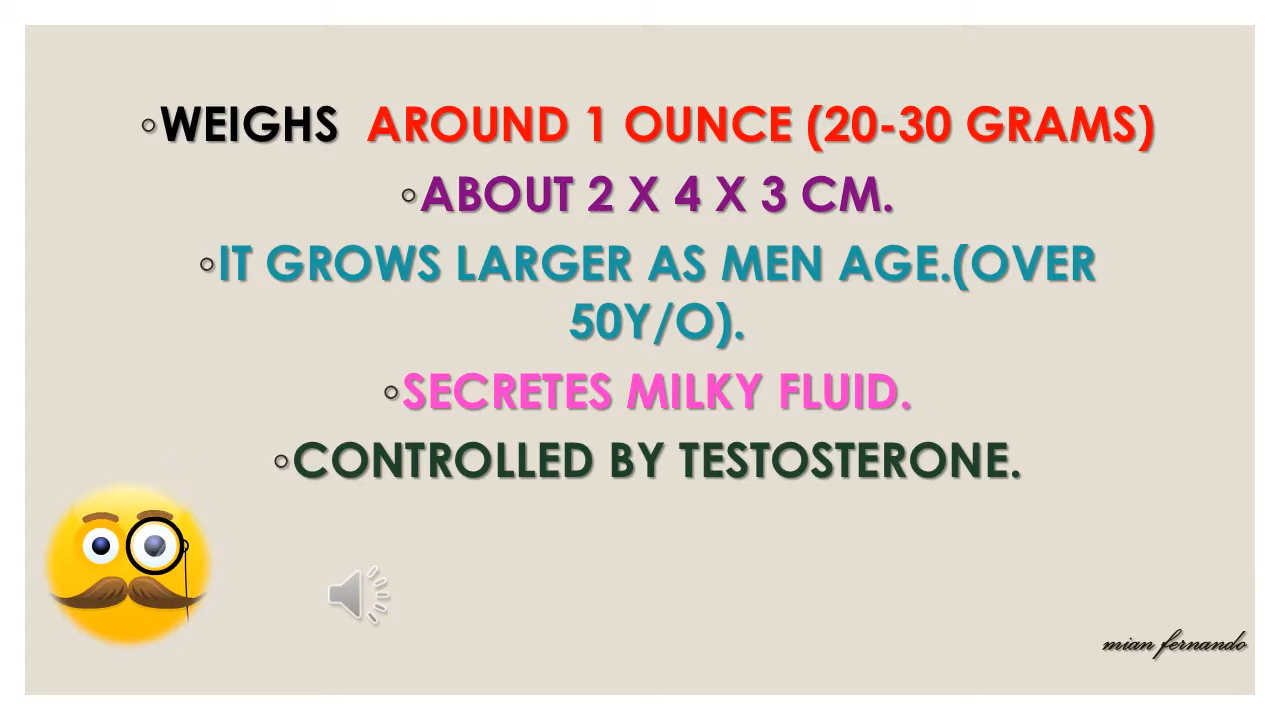 ◦WEIGHS  AROUND 1 OUNCE (20-30 GRAMS)
◦ABOUT 2 X 4 X 3 CM.
◦IT GROWS LARGER AS MEN AGE.(OVER
50Y/O).
◦SECRETES MILKY FLUID.
◦CONTROLLED BY TESTOSTERONE.
mian fernando